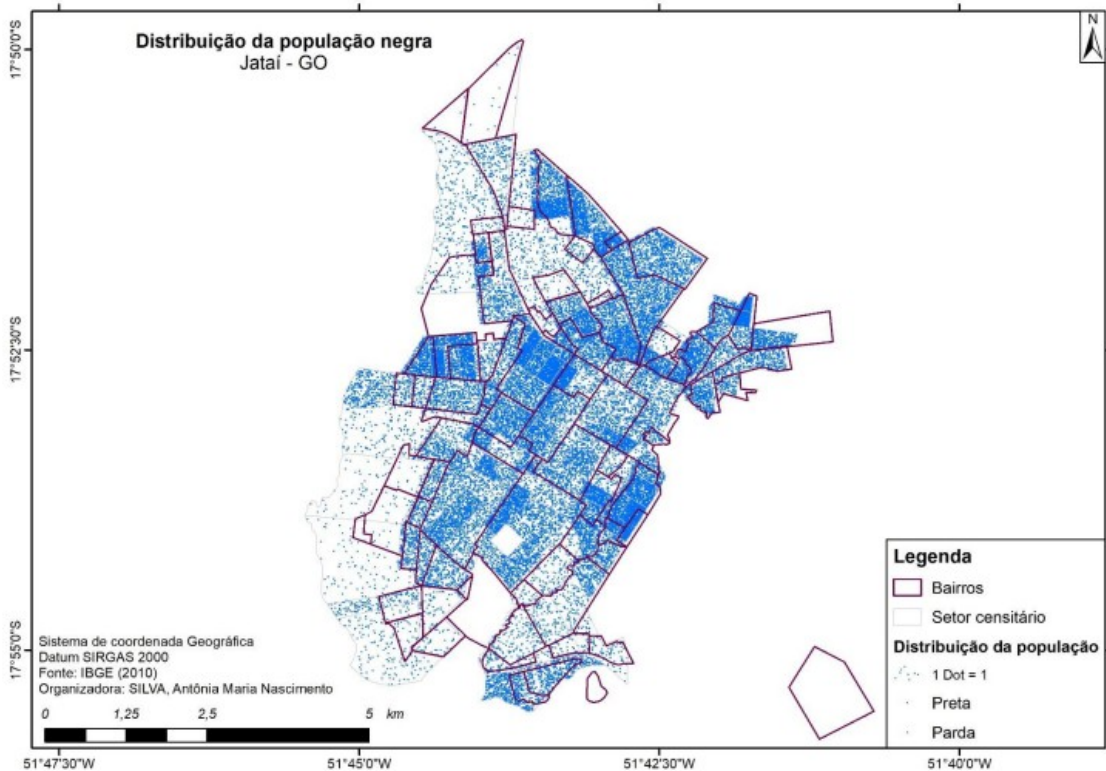 Distribuição da população negra
Jataí - GO
N
17°50'0"S
17°52'30"S
17°55'0"S
Legenda
Bairros
Setor censitário
Distribuição da população
1 Dot = 1
Preta
Parda
Sistema de coordenada Geográfica
Datum SIRGAS 2000
Fonte: IBGE (2010)
Organizadora: SILVA, Antônia Maria Nascimento
0 1,25 2,5 5 km
51°47'30"W 51°45'0"W 51°42'30"W 51°40'0"W